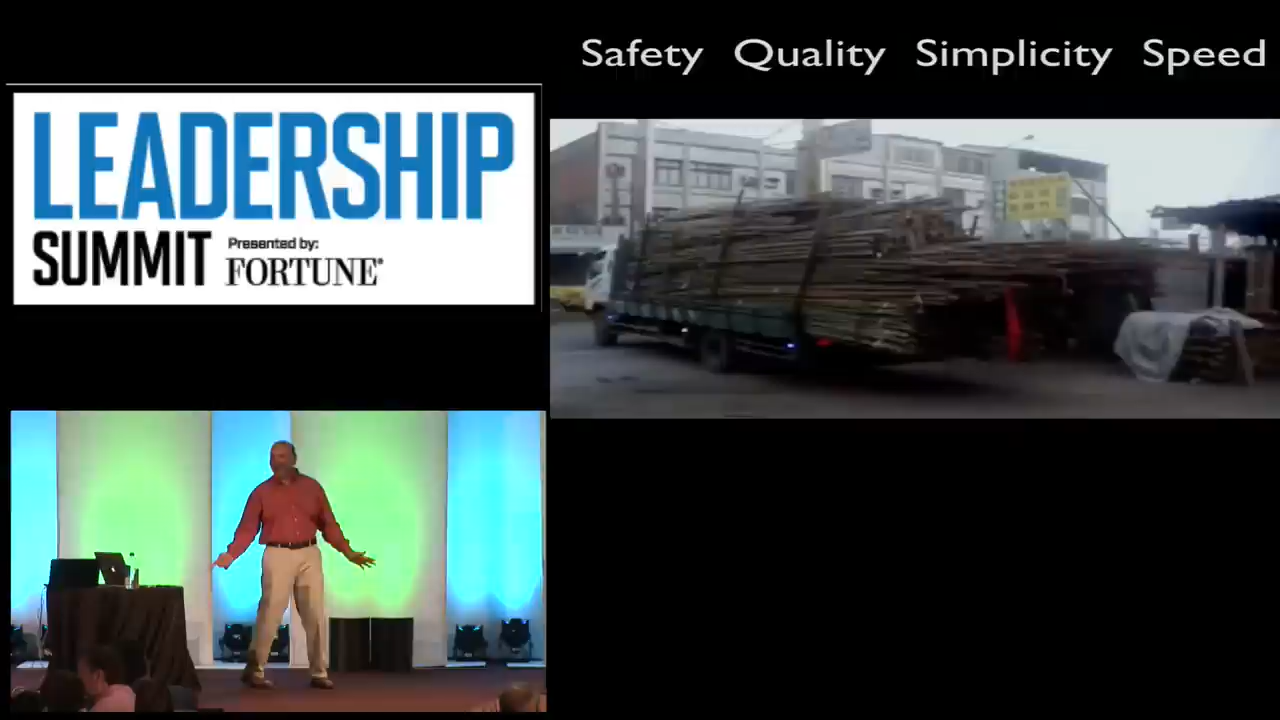 Safety Quality Simplicity Speed
LEADERSHIP
SUMMIT Presented by:
FORTUNE®